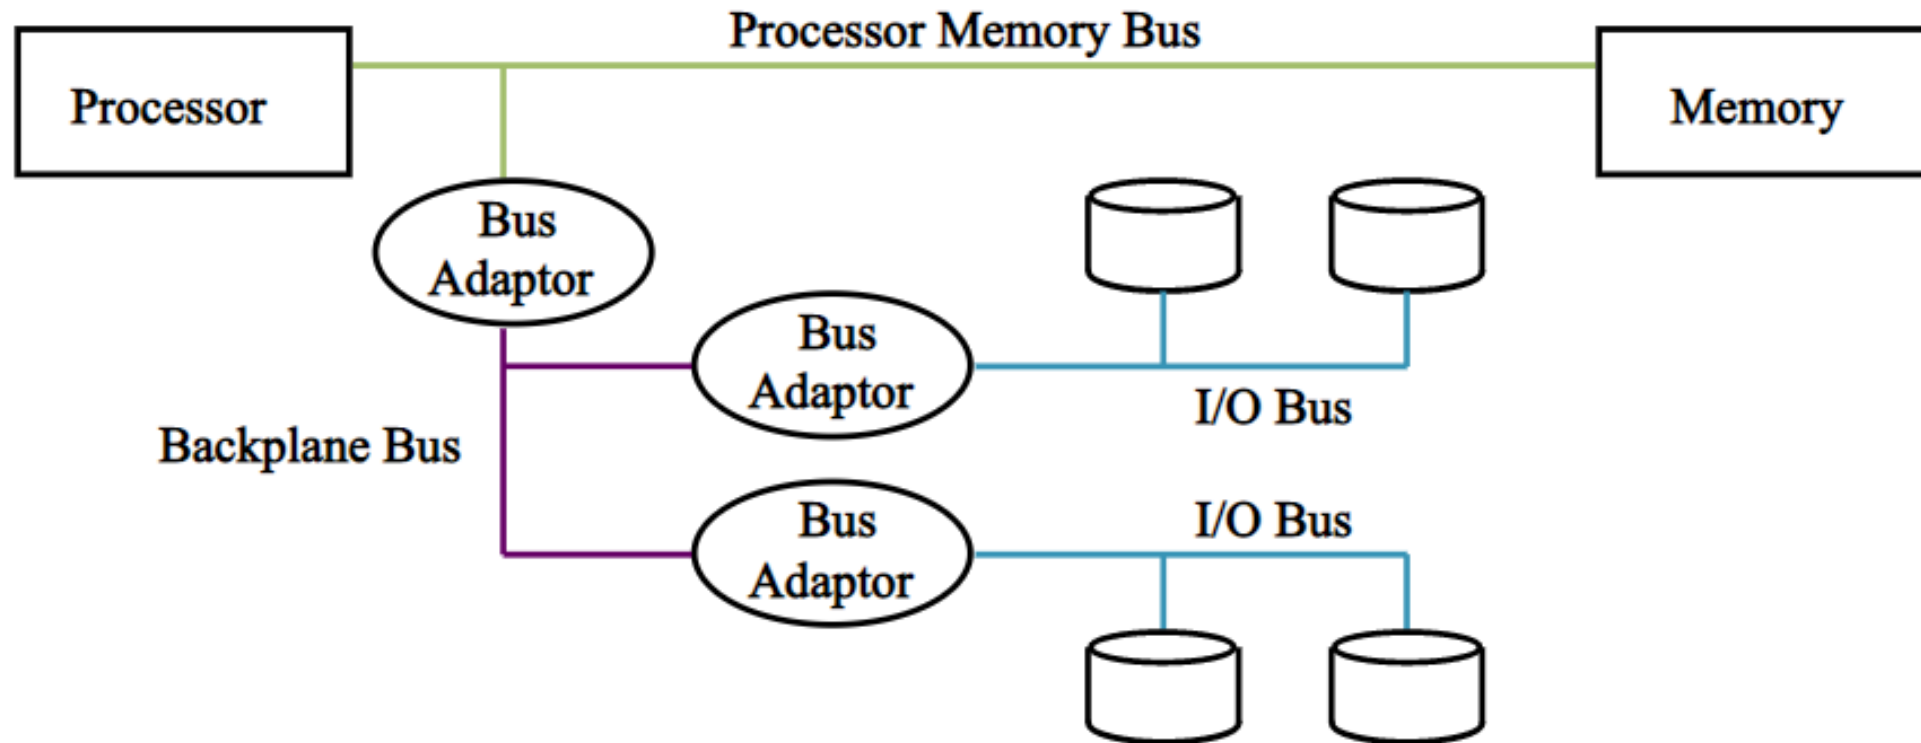 Processor Memory Bus
Processor
Memory
Bus
Adaptor
Bus
Adaptor
I/O Bus
Backplane Bus
Bus
Adaptor
I/O Bus